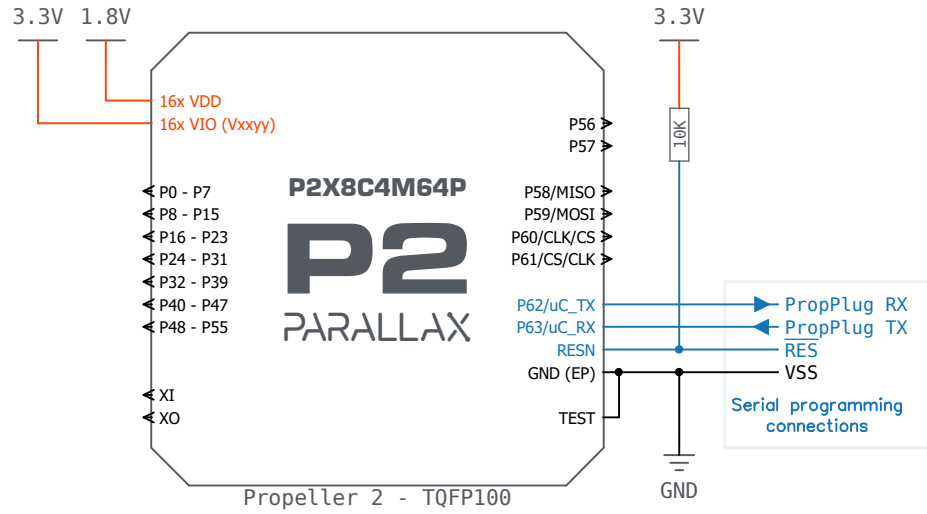 3.3V 1.8V 3.3V
16x VDD
16x VIO (Vxxyy)
P0 - P7
P8 - P15
P16 - P23
P24 - P31
P32 - P39
P40 - P47
P48 - P55
XI
XO
P2X8C4M64P
P2
PARALLAX
P56
P57
P58/MISO
P59/MOSI
P60/CLK/CS
P61/CS/CLK
P62/uC_TX
P63/uC_RX
RESN
GND (EP)
TEST
10K
PropPlug RX
PropPlug TX
RES
VSS
Serial programming
connections
GND
Propeller 2 - TQFP100